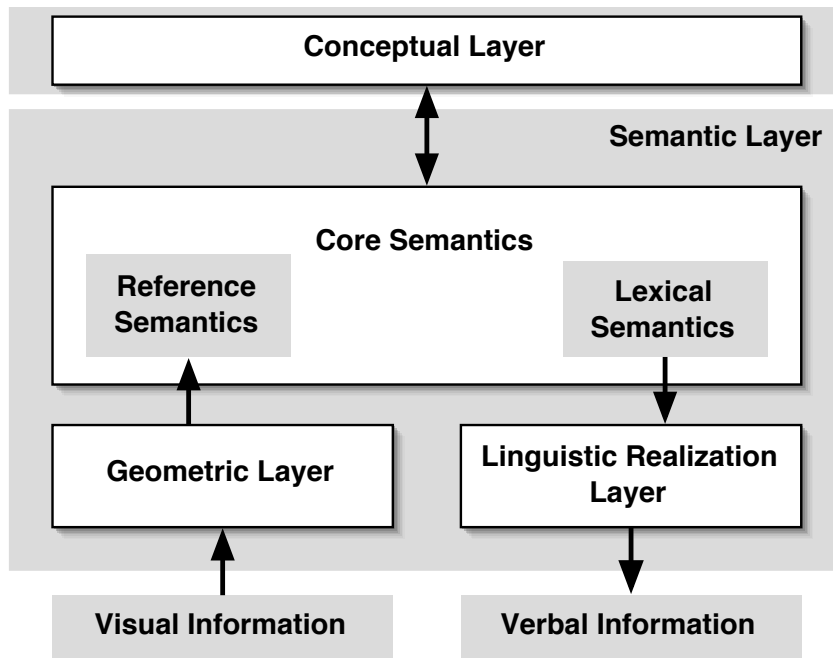 Conceptual Layer
Semantic Layer
Core Semantics
Reference
Semantics
Lexical
Semantics
Geometric Layer
Linguistic Realization
Layer
Visual Information
Verbal Information